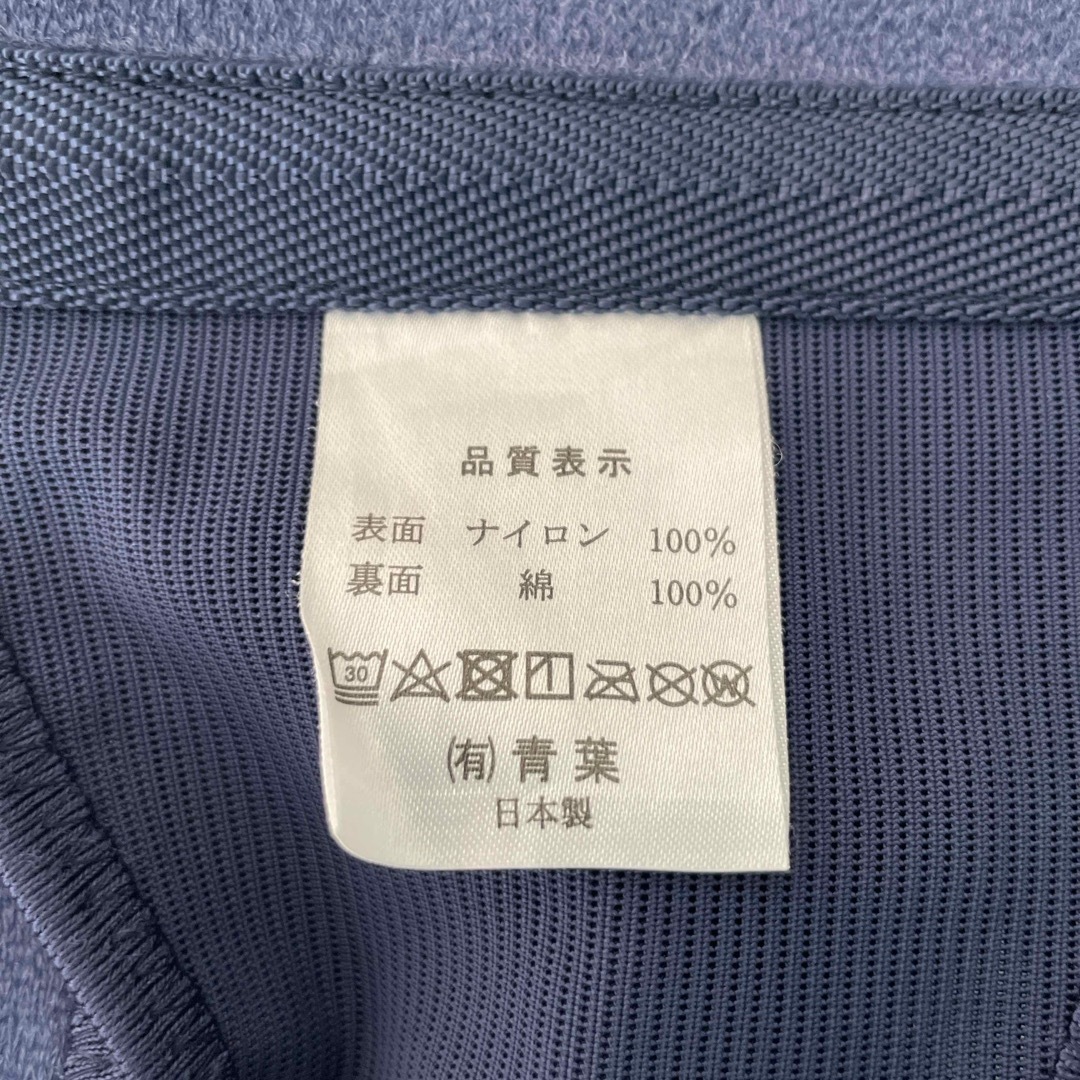 品質表示
表面 ナイロン 100%
裏面 綿 100%
30 W
㈲青葉
日本製